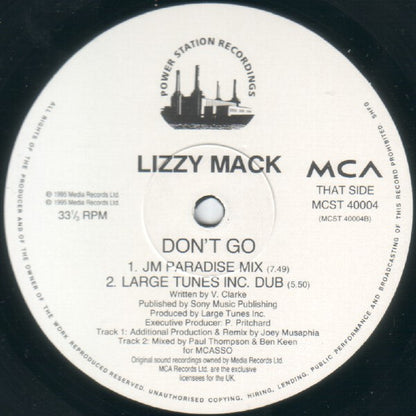 POWER STATION RECORDINGS
LIZZY MACK
MCA
THAT SIDE
MCST 40004
(MCST 40004B)
℗ 1995 Media Records Ltd.
© 1995 Media Records Ltd.
33⅓ RPM
DON'T GO
1. JM PARADISE MIX (7.49)
2. LARGE TUNES INC. DUB (5.50)
Written by V. Clarke
Published by Sony Music Publishing
Produced by Large Tunes Inc.
Executive Producer: P. Pritchard
Track 1: Additional Production & Remix by Joey Musaphia
Track 2: Mixed by Paul Thompson & Ben Keen
for MCASSO
Original sound recordings owned by Media Records Ltd.
MCA Records Ltd. are the exclusive
licensees for the UK.
ALL RIGHTS OF THE PRODUCER AND OF THE OWNER OF THE WORK REPRODUCED RESERVED. UNAUTHORISED COPYING, HIRING, LENDING, PUBLIC PERFORMANCE AND BROADCASTING OF THIS RECORD PROHIBITED.